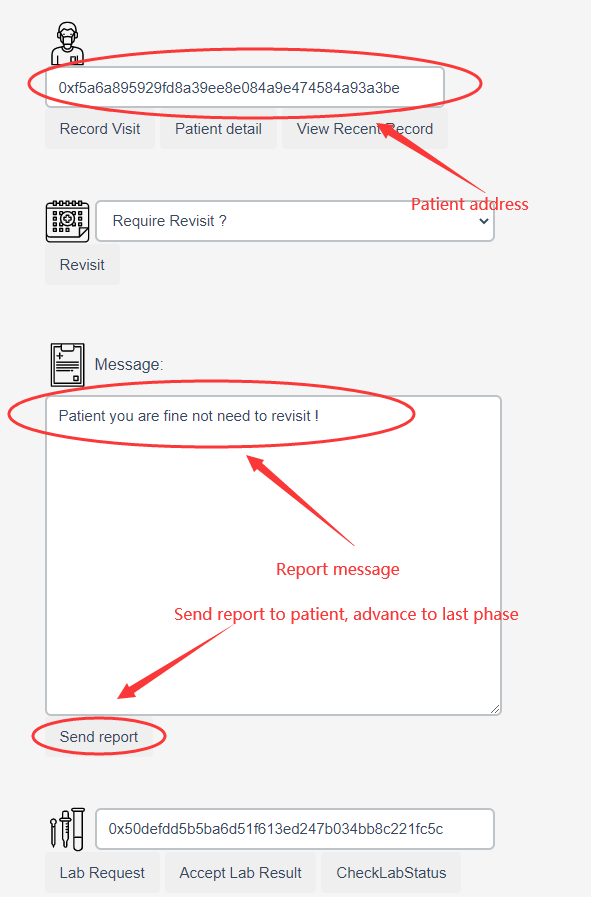 0xf5a6a895929fd8a39ee8e084a9e474584a93a3be
Record Visit Patient detail View Recent Record
Patient address
Require Revisit ?
Revisit
Message:
Patient you are fine not need to revisit !
Report message
Send report to patient, advance to last phase
Send report
0x50defdd5b5ba6d51f613ed247b034bb8c221fc5c
Lab Request Accept Lab Result CheckLabStatus